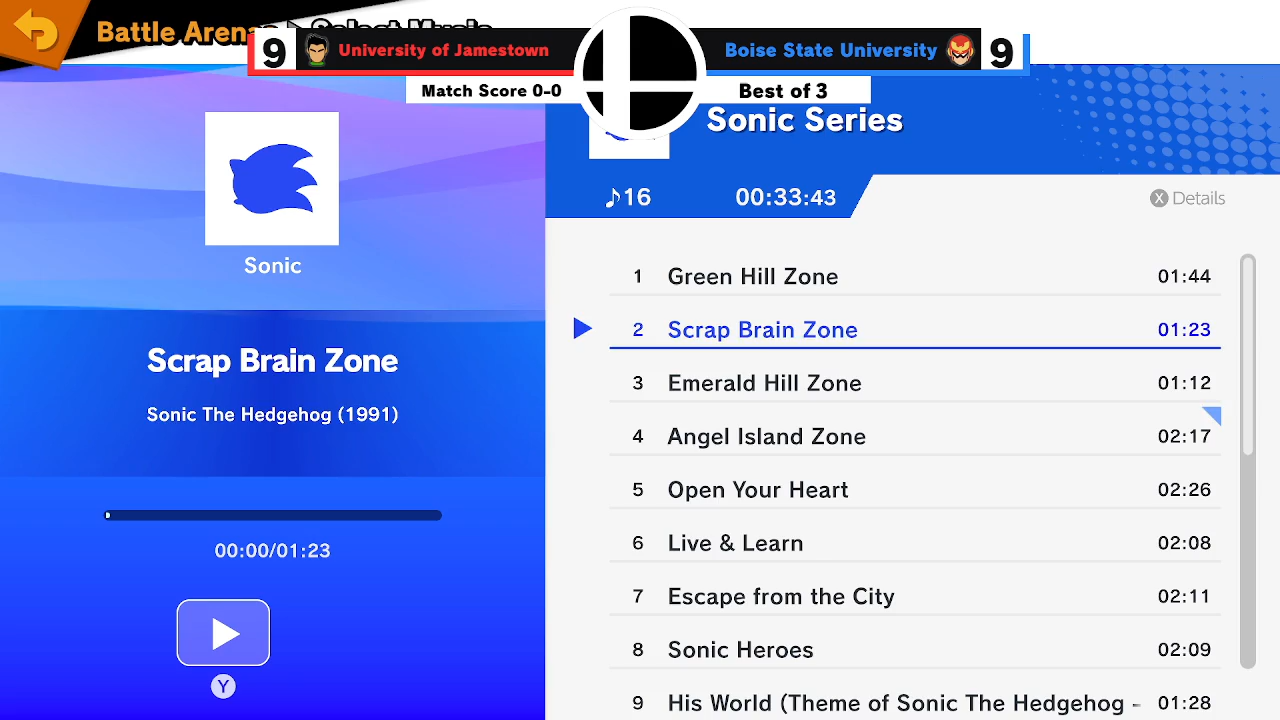 Battle Arenas ▶ Select Music
9 University of Jamestown
Boise State University 9
Match Score 0-0
Best of 3
Sonic Series
♪16 00:33:43
X Details
Sonic
Scrap Brain Zone
Sonic The Hedgehog (1991)
00:00/01:23
Y
1 Green Hill Zone 01:44
2 Scrap Brain Zone 01:23
3 Emerald Hill Zone 01:12
4 Angel Island Zone 02:17
5 Open Your Heart 02:26
6 Live & Learn 02:08
7 Escape from the City 02:11
8 Sonic Heroes 02:09
9 His World (Theme of Sonic The Hedgehog - 01:28